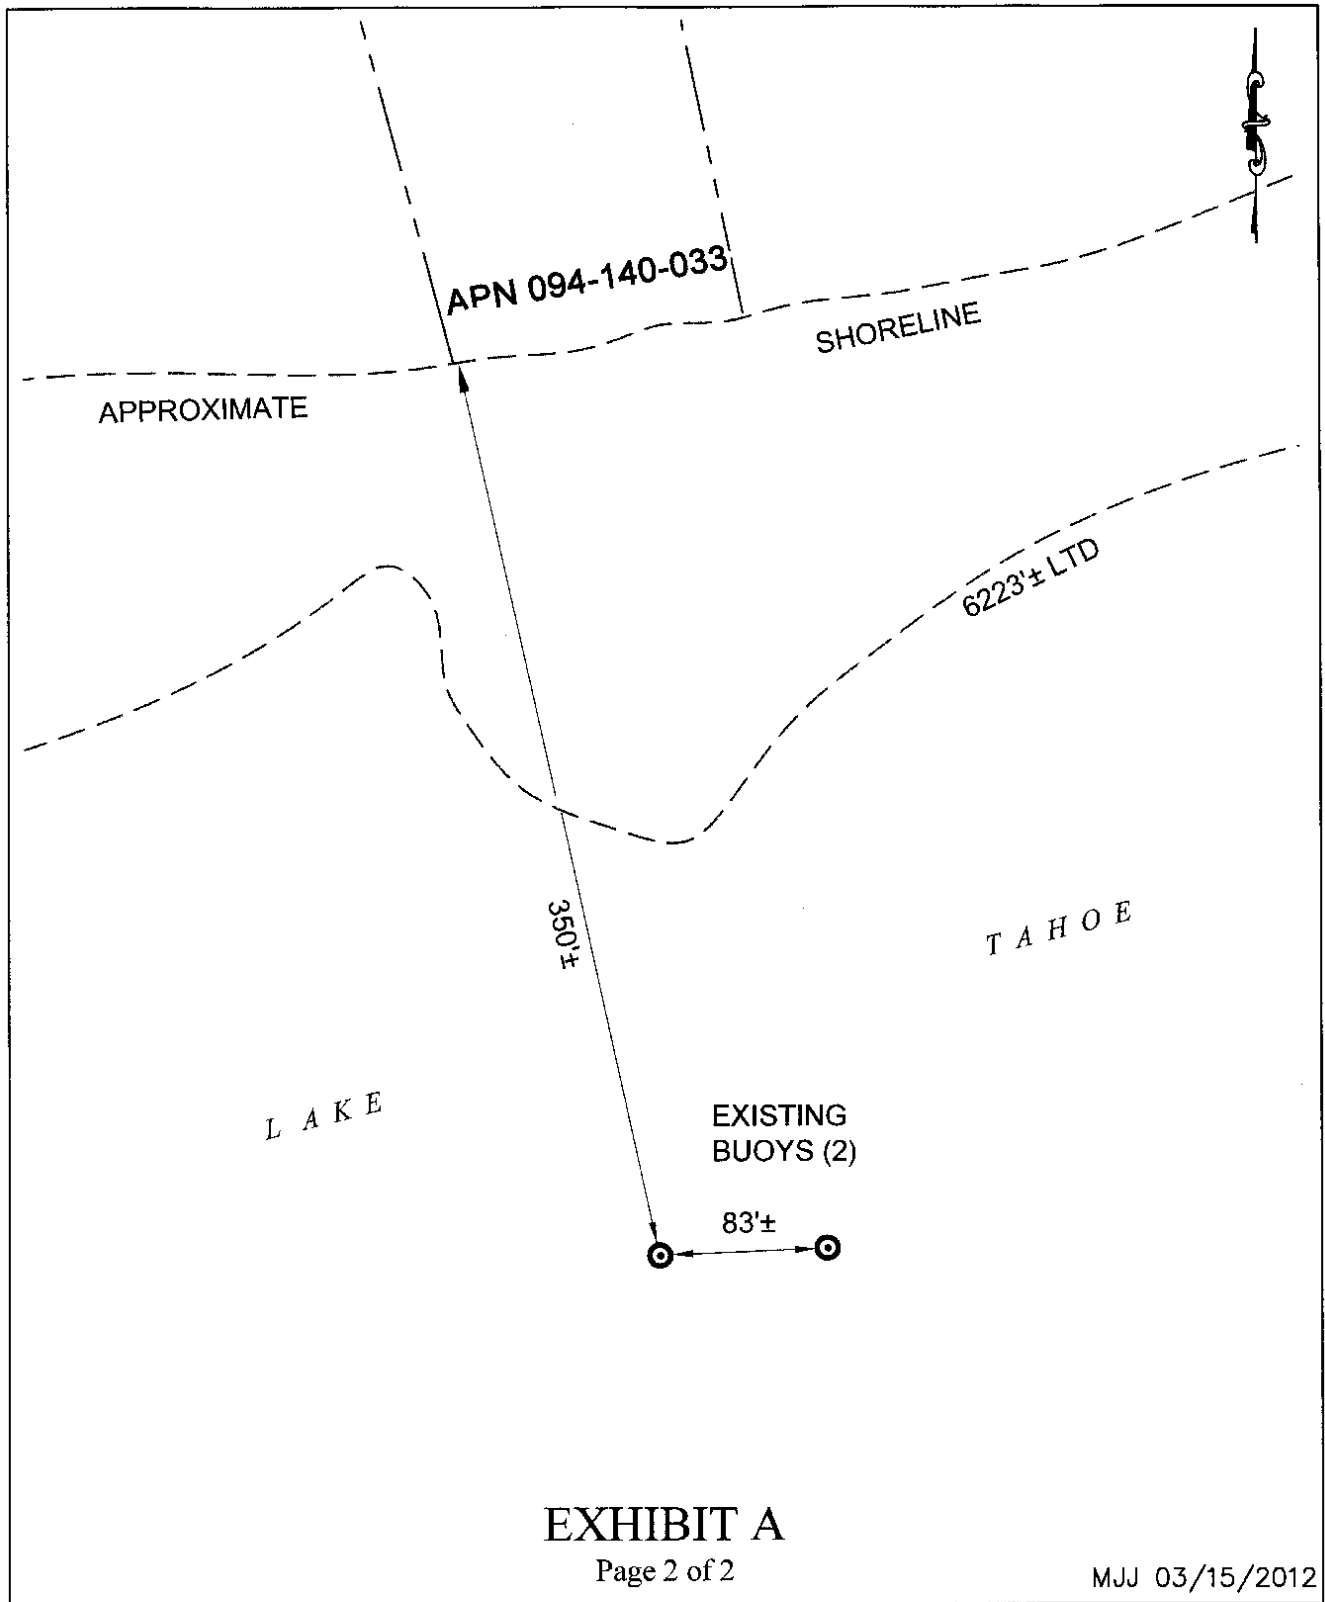 APN 094-140-033
SHORELINE
APPROXIMATE
6223'± LTD
350'±
TAHOE
LAKE
EXISTING
BUOYS (2)
83'±
EXHIBIT A
Page 2 of 2
MJJ 03/15/2012